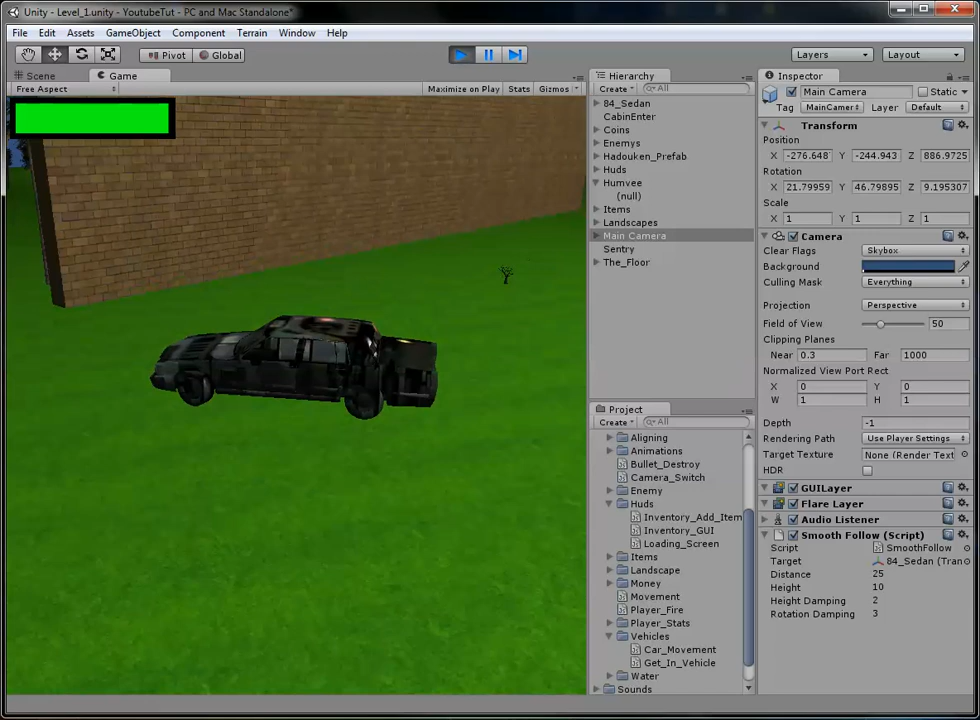 Unity - Level_1.unity - YoutubeTut - PC and Mac Standalone*
File Edit Assets GameObject Component Terrain Window Help
Pivot Global Layers Layout
Scene Game
Free Aspect Maximize on Play Stats Gizmos
Hierarchy
Create All
84_Sedan
CabinEnter
Coins
Enemys
Hadouken_Prefab
Huds
Humvee
(null)
Items
Landscapes
Main Camera
Sentry
The_Floor
Project
Create All
Aligning
Animations
Bullet_Destroy
Camera_Switch
Enemy
Huds
Inventory_Add_Item
Inventory_GUI
Loading_Screen
Items
Landscape
Money
Movement
Player_Fire
Player_Stats
Vehicles
Car_Movement
Get_In_Vehicle
Water
Sounds
Inspector
Main Camera Static
Tag MainCamer Layer Default
Transform
Position
X -276.648 Y -244.943 Z 886.9725
Rotation
X 21.79959 Y 46.79895 Z 9.195307
Scale
X 1 Y 1 Z 1
Camera
Clear Flags Skybox
Background
Culling Mask Everything
Projection Perspective
Field of View 50
Clipping Planes
Near 0.3 Far 1000
Normalized View Port Rect
X 0 Y 0
W 1 H 1
Depth -1
Rendering Path Use Player Settings
Target Texture None (Render Text
HDR
GUILayer
Flare Layer
Audio Listener
Smooth Follow (Script)
Script SmoothFollow
Target 84_Sedan (Tran
Distance 25
Height 10
Height Damping 2
Rotation Damping 3